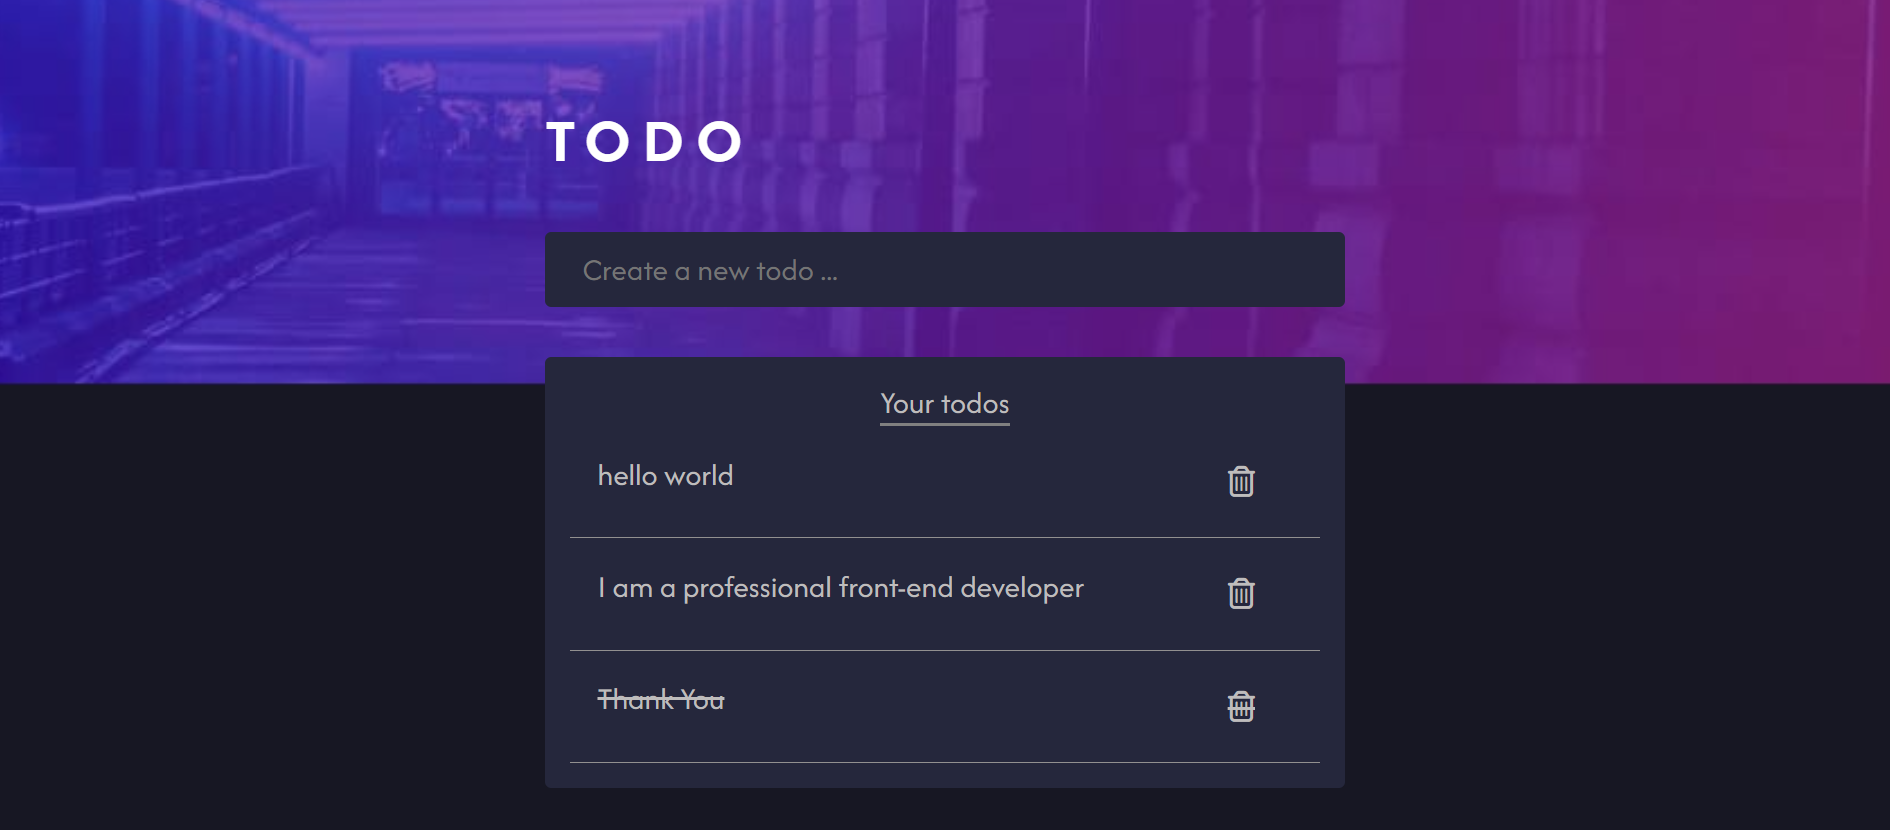 TODO
Create a new todo ...
Your todos
hello world
I am a professional front-end developer
Thank You